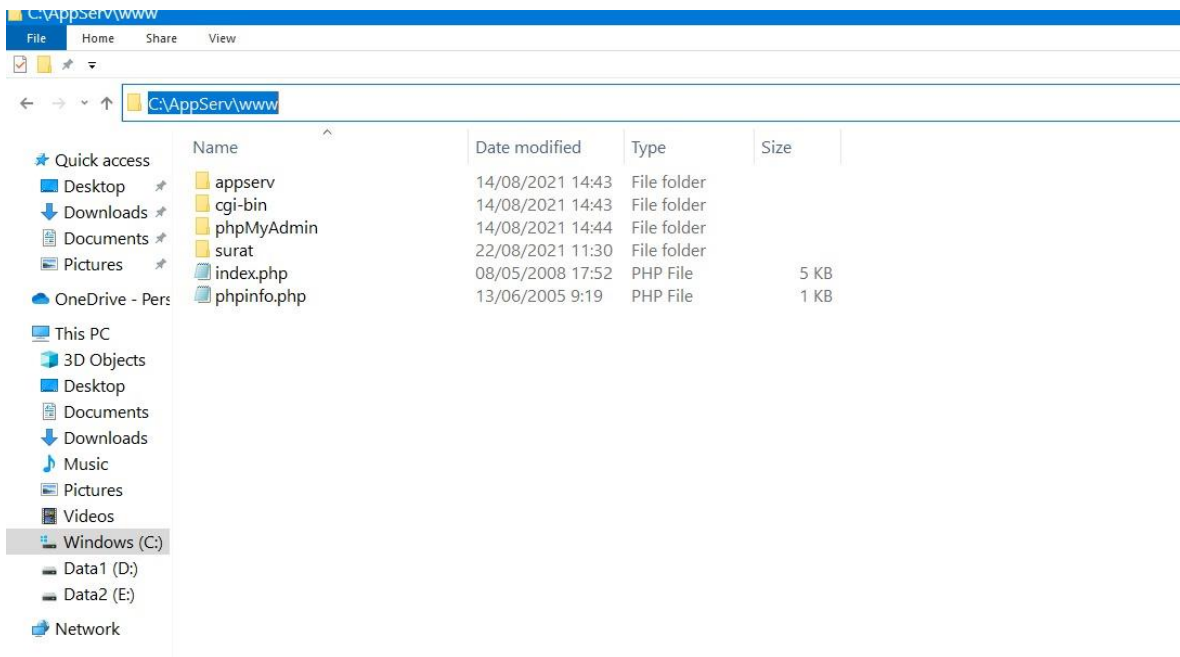 C:\AppServ\www
File Home Share View
C:\AppServ\www
Name Date modified Type Size
Quick access
Desktop
Downloads
Documents
Pictures
OneDrive - Pers
This PC
3D Objects
Desktop
Documents
Downloads
Music
Pictures
Videos
Windows (C:)
Data1 (D:)
Data2 (E:)
Network
appserv 14/08/2021 14:43 File folder
cgi-bin 14/08/2021 14:43 File folder
phpMyAdmin 14/08/2021 14:44 File folder
surat 22/08/2021 11:30 File folder
index.php 08/05/2008 17:52 PHP File 5 KB
phpinfo.php 13/06/2005 9:19 PHP File 1 KB